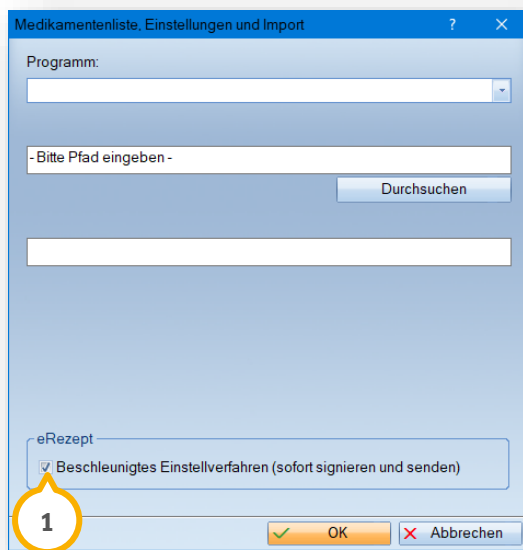 Medikamentenliste, Einstellungen und Import ? ×
Programm:
- Bitte Pfad eingeben -
Durchsuchen
eRezept
Beschleunigtes Einstellverfahren (sofort signieren und senden)
1
OK Abbrechen